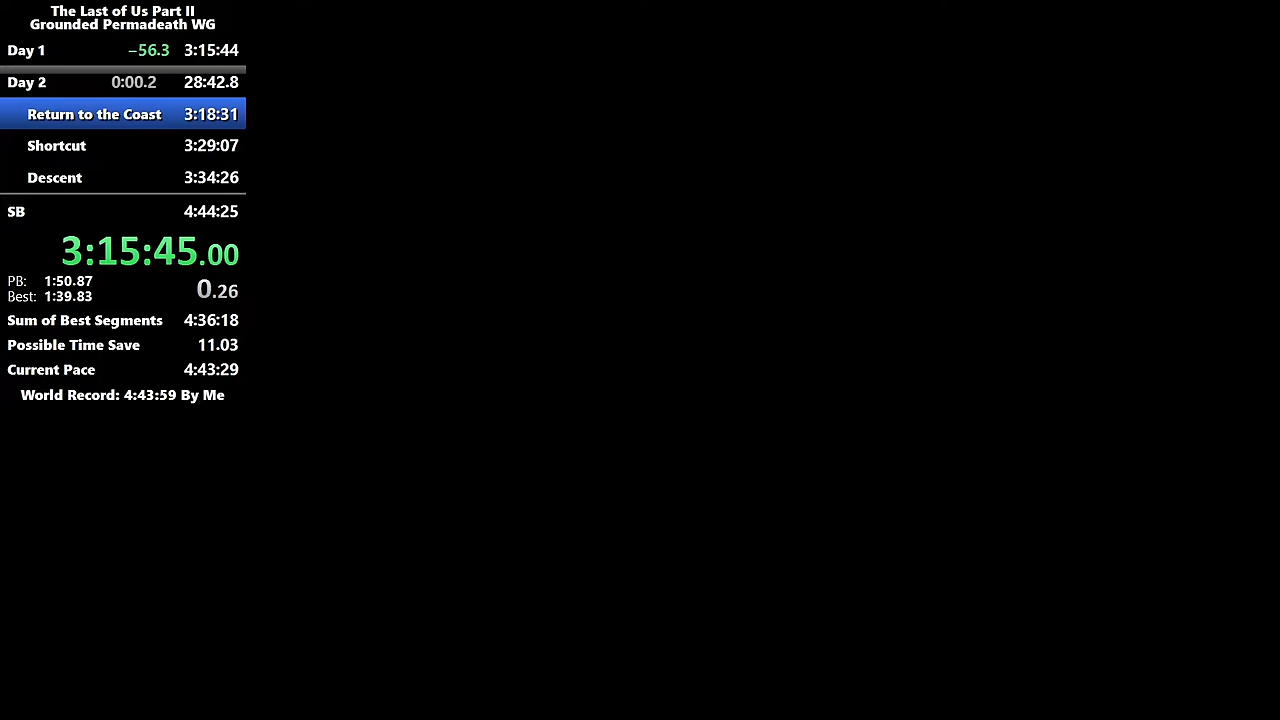 The Last of Us Part II
Grounded Permadeath WG
Day 1 −56.3 3:15:44
Day 2 0:00.2 28:42.8
Return to the Coast 3:18:31
Shortcut 3:29:07
Descent 3:34:26
SB 4:44:25
3:15:45.00
PB: 1:50.87
0.26
Best: 1:39.83
Sum of Best Segments 4:36:18
Possible Time Save 11.03
Current Pace 4:43:29
World Record: 4:43:59 By Me